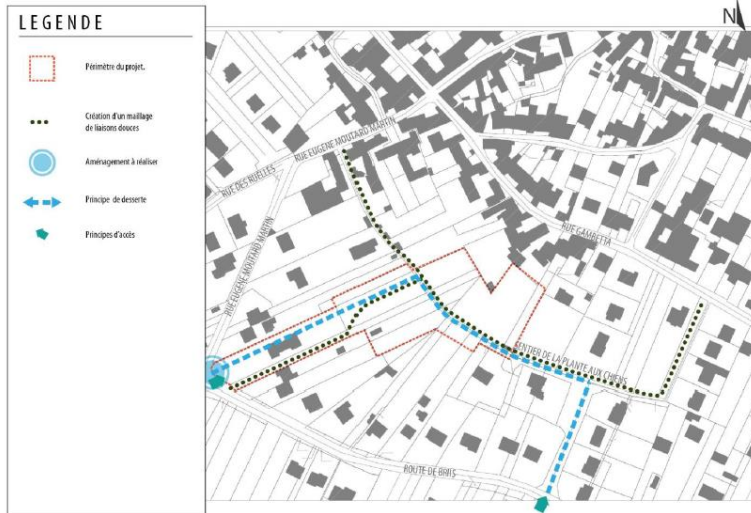 LEGENDE
Périmètre du projet.
Création d'un maillage
de liaisons douces
Aménagement à réaliser
Principe de desserte
Principes d'accès
N
RUE EUGENE MOUTARD MARTIN
RUE DES RUELLES
RUE EUGENE MOUTARD MARTIN
RUE GAMBETTA
SENTIER DE LA PLANTE AUX CHIENS
ROUTE DE BRIIS